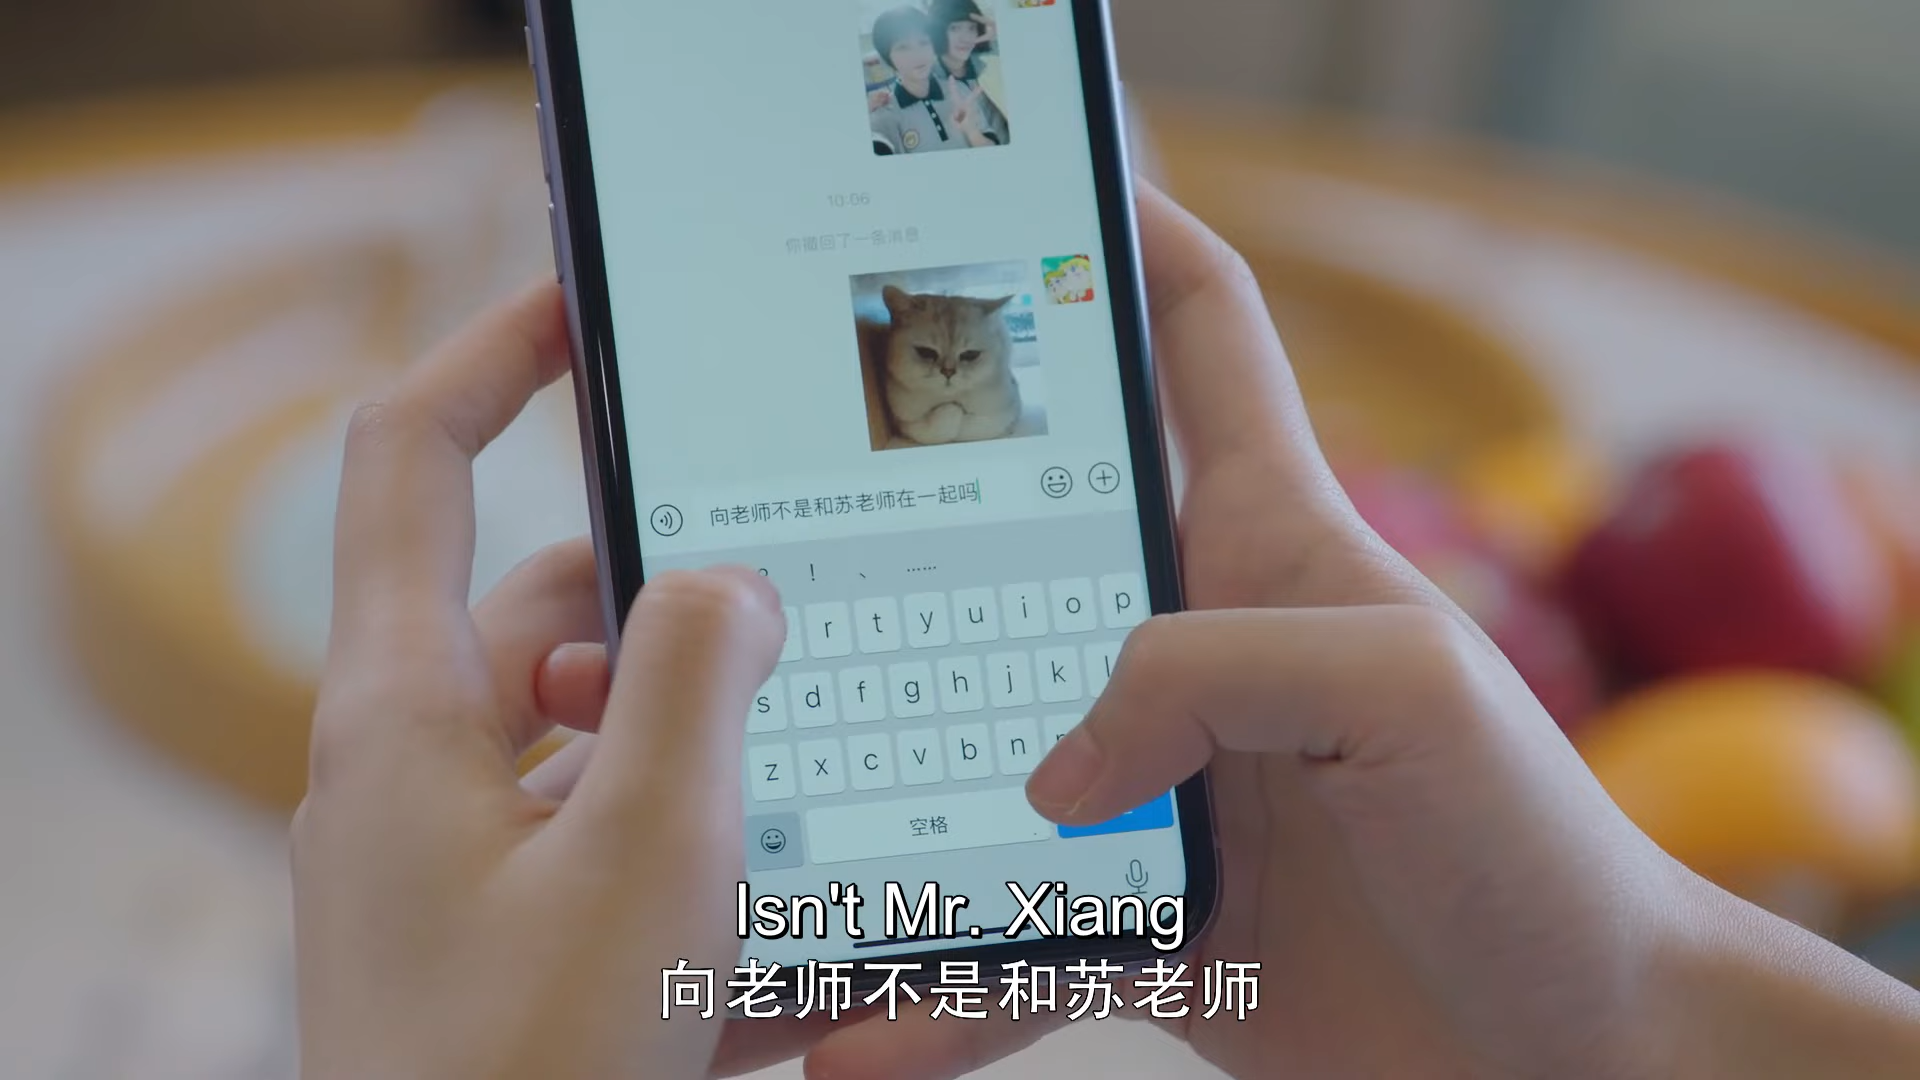 10:06
你撤回了一条消息
向老师不是和苏老师在一起吗
！ 、 ……
r t y u i o p
s d f g h j k l
z x c v b n
空格
Isn't Mr. Xiang
向老师不是和苏老师